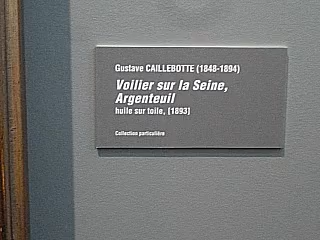 Gustave CAILLEBOTTE (1848-1894)
Voilier sur la Seine,
Argenteuil
huile sur toile, [1893]
Collection particulière